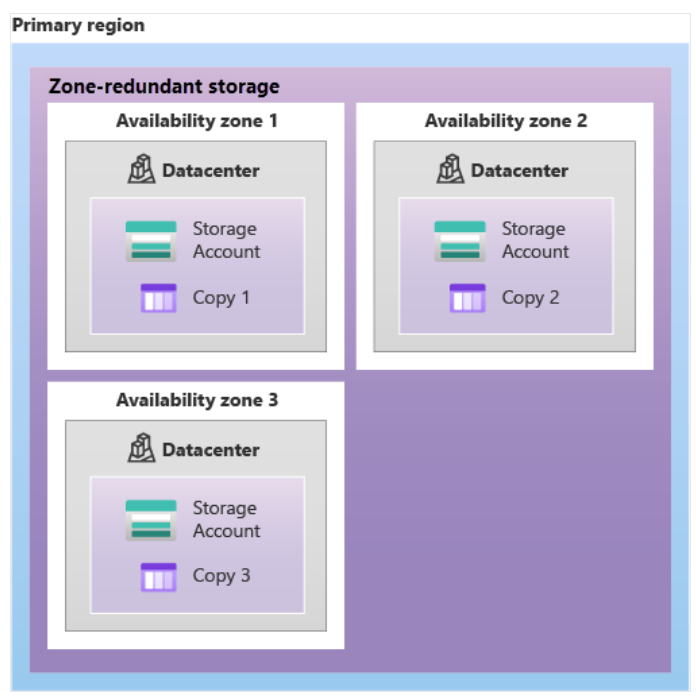 Primary region
Zone-redundant storage
Availability zone 1
Datacenter
Storage
Account
Copy 1
Availability zone 2
Datacenter
Storage
Account
Copy 2
Availability zone 3
Datacenter
Storage
Account
Copy 3